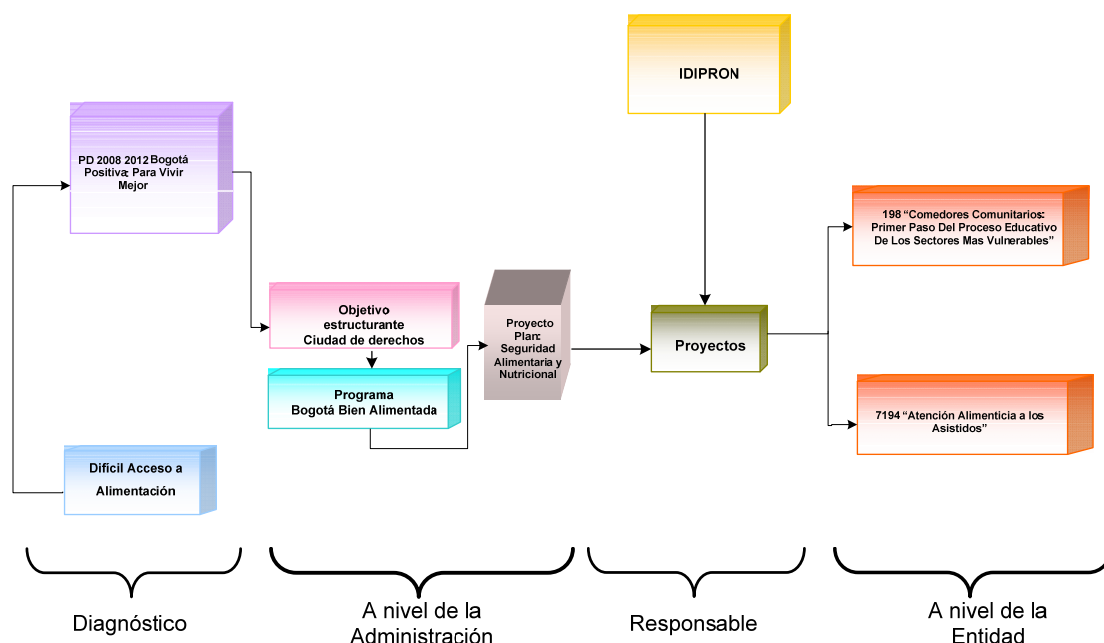 IDIPRON
PD 2008 2012 Bogotá
Positiva: Para Vivir
Mejor
198 “Comedores Comunitarios:
Primer Paso Del Proceso Educativo
De Los Sectores Mas Vulnerables”
Objetivo
estructurante
Ciudad de derechos
Proyecto
Plan:
Seguridad
Alimentaria y
Nutricional
Proyectos
Programa
Bogotá Bien Alimentada
7194 “Atención Alimenticia a los
Asistidos”
Difícil Acceso a
Alimentación
Diagnóstico
A nivel de la
Administración
Responsable
A nivel de la
Entidad